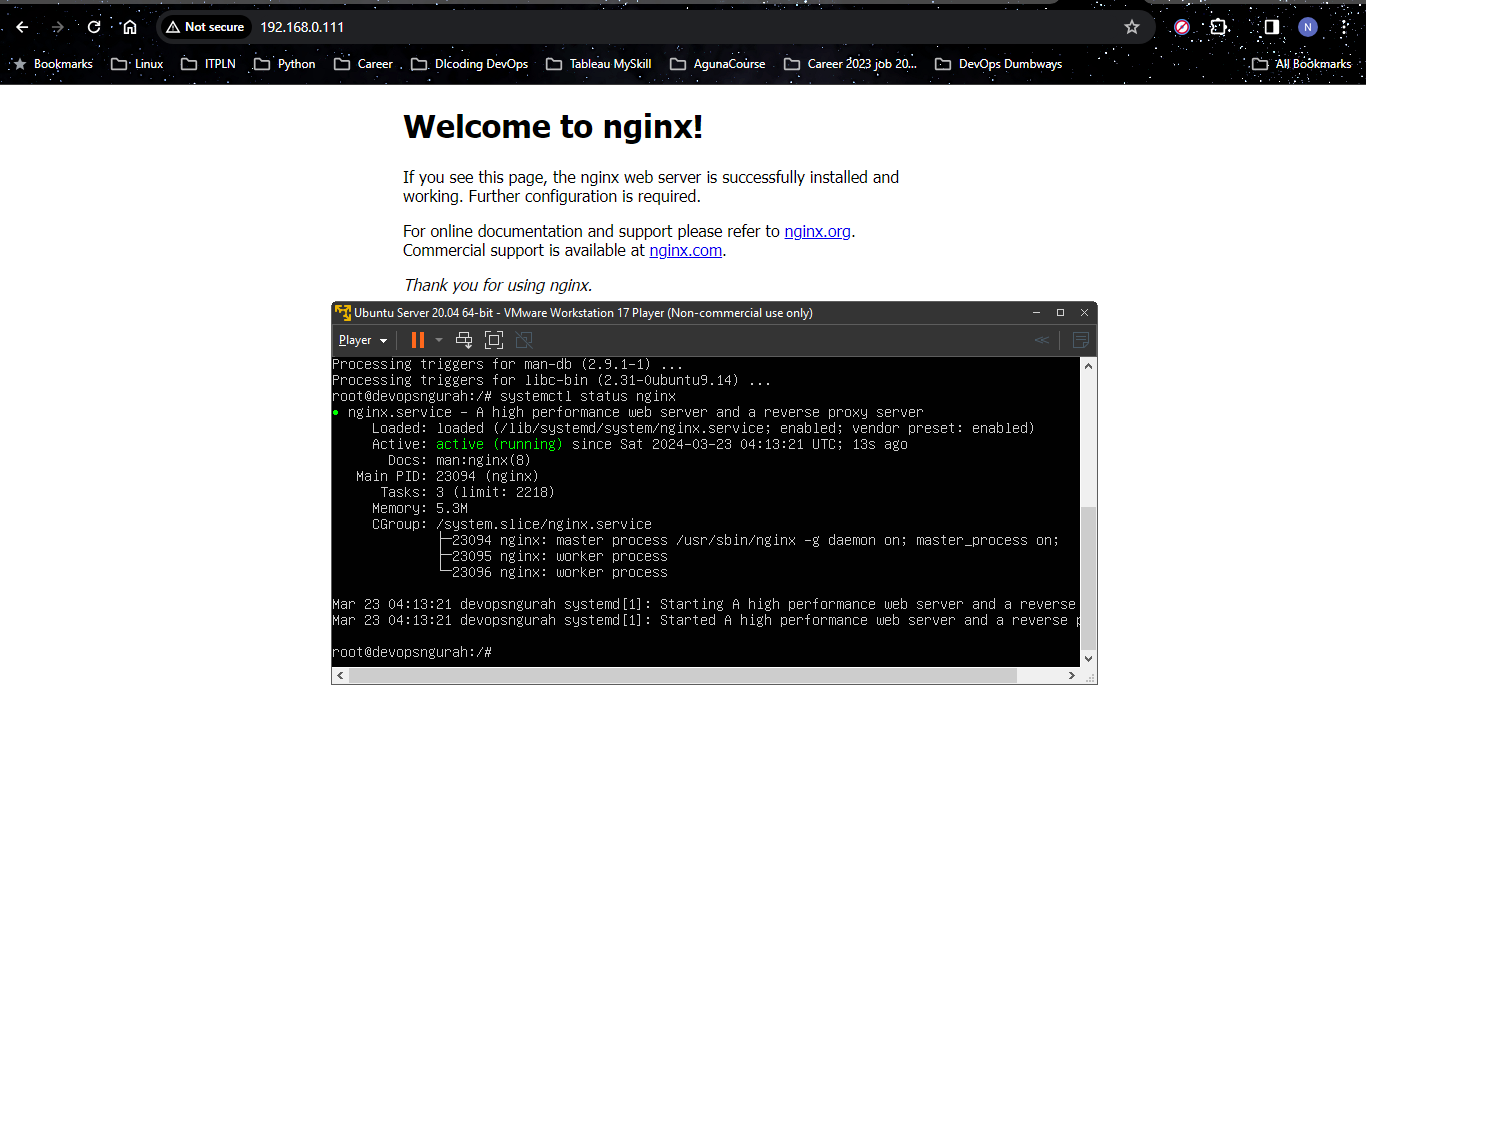 Not secure 192.168.0.111
N
Bookmarks Linux ITPLN Python Career DIcoding DevOps Tableau MySkill AgunaCourse Career 2023 job 20... DevOps Dumbways All Bookmarks
Welcome to nginx!
If you see this page, the nginx web server is successfully installed and
working. Further configuration is required.
For online documentation and support please refer to nginx.org.
Commercial support is available at nginx.com.
Thank you for using nginx.
Ubuntu Server 20.04 64-bit - VMware Workstation 17 Player (Non-commercial use only)
Player
Processing triggers for man-db (2.9.1-1) ...
Processing triggers for libc-bin (2.31-0ubuntu9.14) ...
root@devopsngurah:/# systemctl status nginx
● nginx.service - A high performance web server and a reverse proxy server
Loaded: loaded (/lib/systemd/system/nginx.service; enabled; vendor preset: enabled)
Active: active (running) since Sat 2024-03-23 04:13:21 UTC; 13s ago
Docs: man:nginx(8)
Main PID: 23094 (nginx)
Tasks: 3 (limit: 2218)
Memory: 5.3M
CGroup: /system.slice/nginx.service
├─23094 nginx: master process /usr/sbin/nginx -g daemon on; master_process on;
├─23095 nginx: worker process
└─23096 nginx: worker process
Mar 23 04:13:21 devopsngurah systemd[1]: Starting A high performance web server and a reverse
Mar 23 04:13:21 devopsngurah systemd[1]: Started A high performance web server and a reverse p
root@devopsngurah:/#